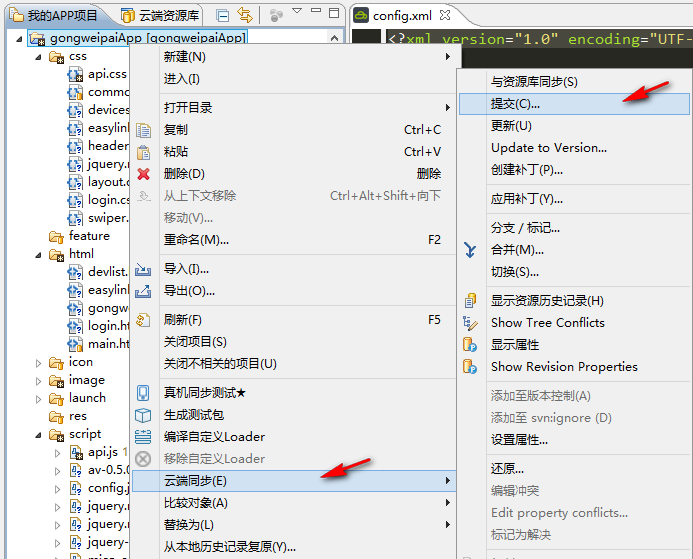 我的APP项目
云端资源库
config.xml
gongweipaiApp [gongweipaiApp]
<?xml version="1.0" encoding="UTF-
css
api.css
commo
devices
easylin
header
jquery.
layout.c
login.cs
swiper.
feature
html
devlist.
easylin
gongw
login.ht
main.ht
icon
image
launch
res
script
api.js 1
av-0.5.0
config.j
jquery.
jquery.
jquery-
新建(N)
进入(I)
打开目录
复制 Ctrl+C
粘贴 Ctrl+V
删除(D) 删除
从上下文移除 Ctrl+Alt+Shift+向下
移动(V)...
重命名(M)... F2
导入(I)...
导出(O)...
刷新(F) F5
关闭项目(S)
关闭不相关的项目(U)
真机同步测试★
生成测试包
编译自定义Loader
移除自定义Loader
云端同步(E)
比较对象(A)
替换为(L)
从本地历史记录复原(Y)...
与资源库同步(S)
提交(C)...
更新(U)
Update to Version...
创建补丁(P)...
应用补丁(Y)...
分支 / 标记...
合并(M)...
切换(S)...
显示资源历史记录(H)
Show Tree Conflicts
显示属性
Show Revision Properties
添加至版本控制(A)
添加至 svn:ignore (D)
设置属性...
还原...
编辑冲突
Edit property conflicts...
标记为解决